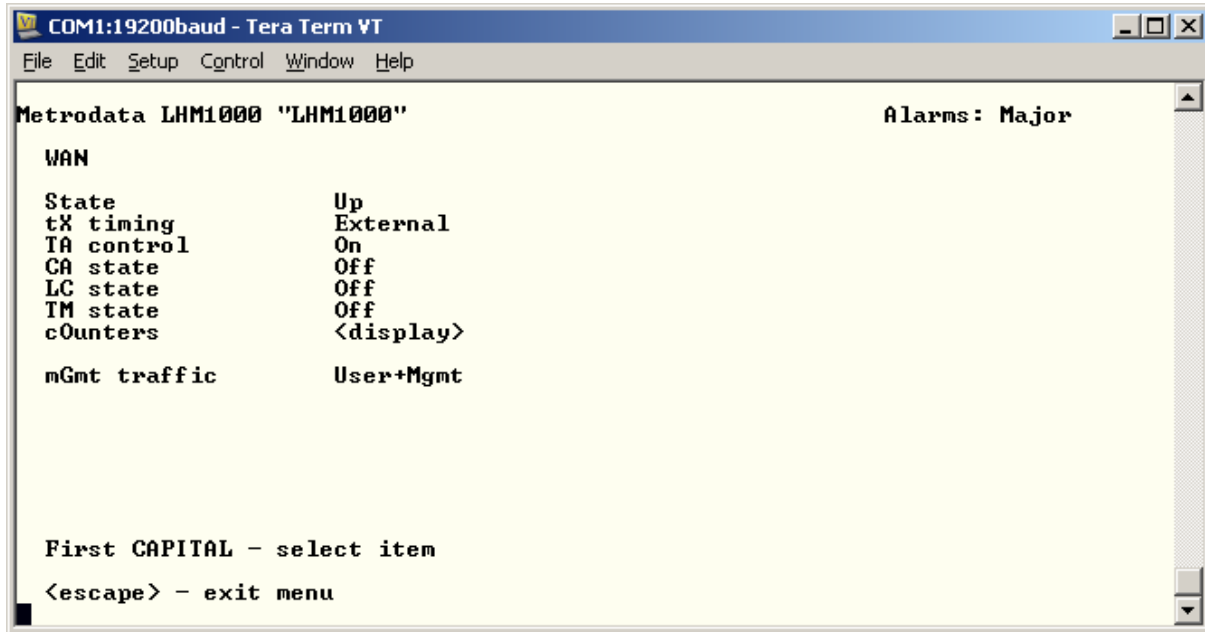 COM1:19200baud - Tera Term VT
File Edit Setup Control Window Help
Metrodata LHM1000 "LHM1000" Alarms: Major
WAN
State Up
tX timing External
TA control On
CA state Off
LC state Off
TM state Off
cOunters <display>
mGmt traffic User+Mgmt
First CAPITAL - select item
<escape> - exit menu